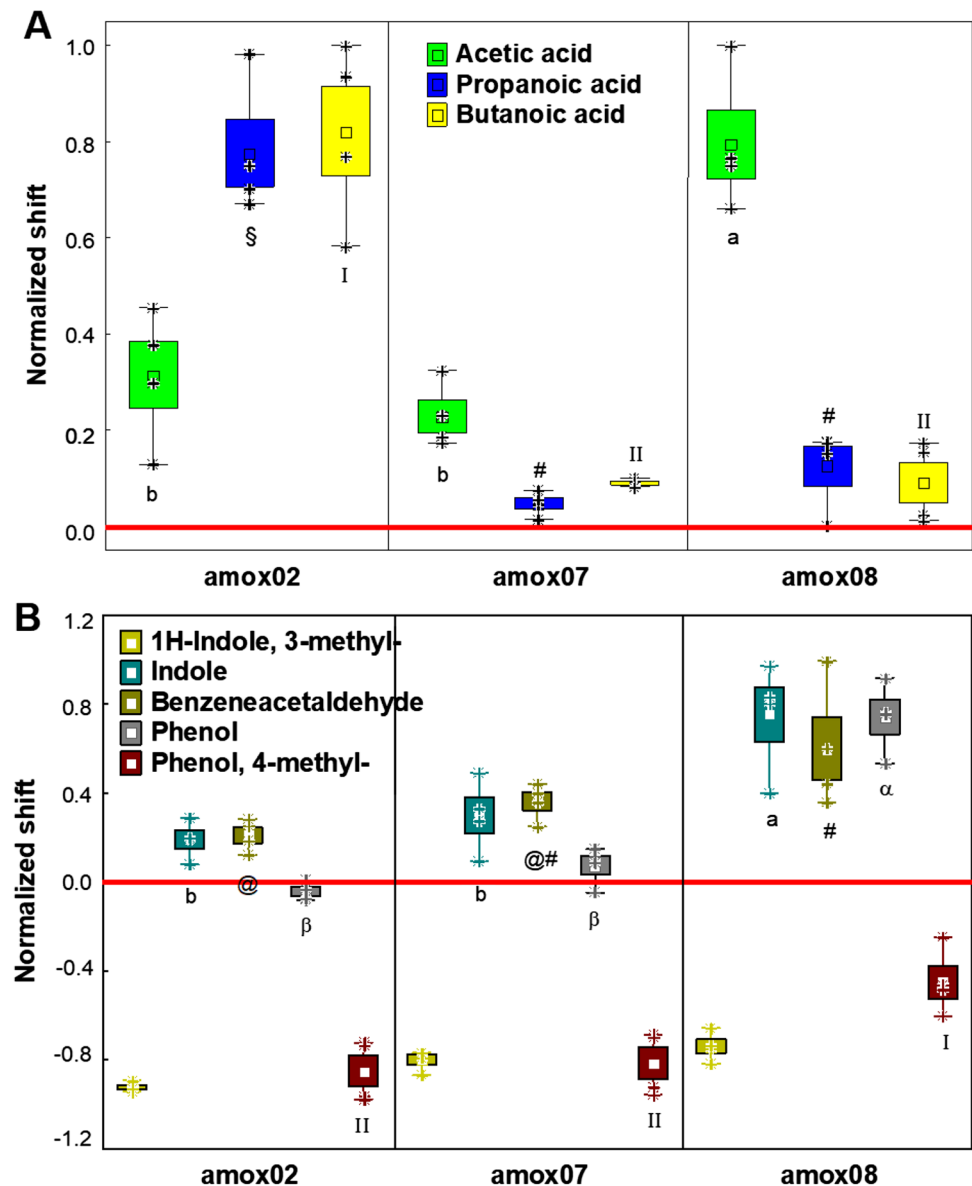 A
Acetic acid
Propanoic acid
Butanoic acid
Normalized shift
1.0
0.8
0.6
0.4
0.2
0.0
b
§
I
b
#
II
a
#
II
amox02 amox07 amox08
B
1H-Indole, 3-methyl-
Indole
Benzeneacetaldehyde
Phenol
Phenol, 4-methyl-
Normalized shift
1.2
0.8
0.4
0.0
-0.4
-0.8
-1.2
b
@
β
II
b
@#
β
II
a
#
α
I
amox02 amox07 amox08